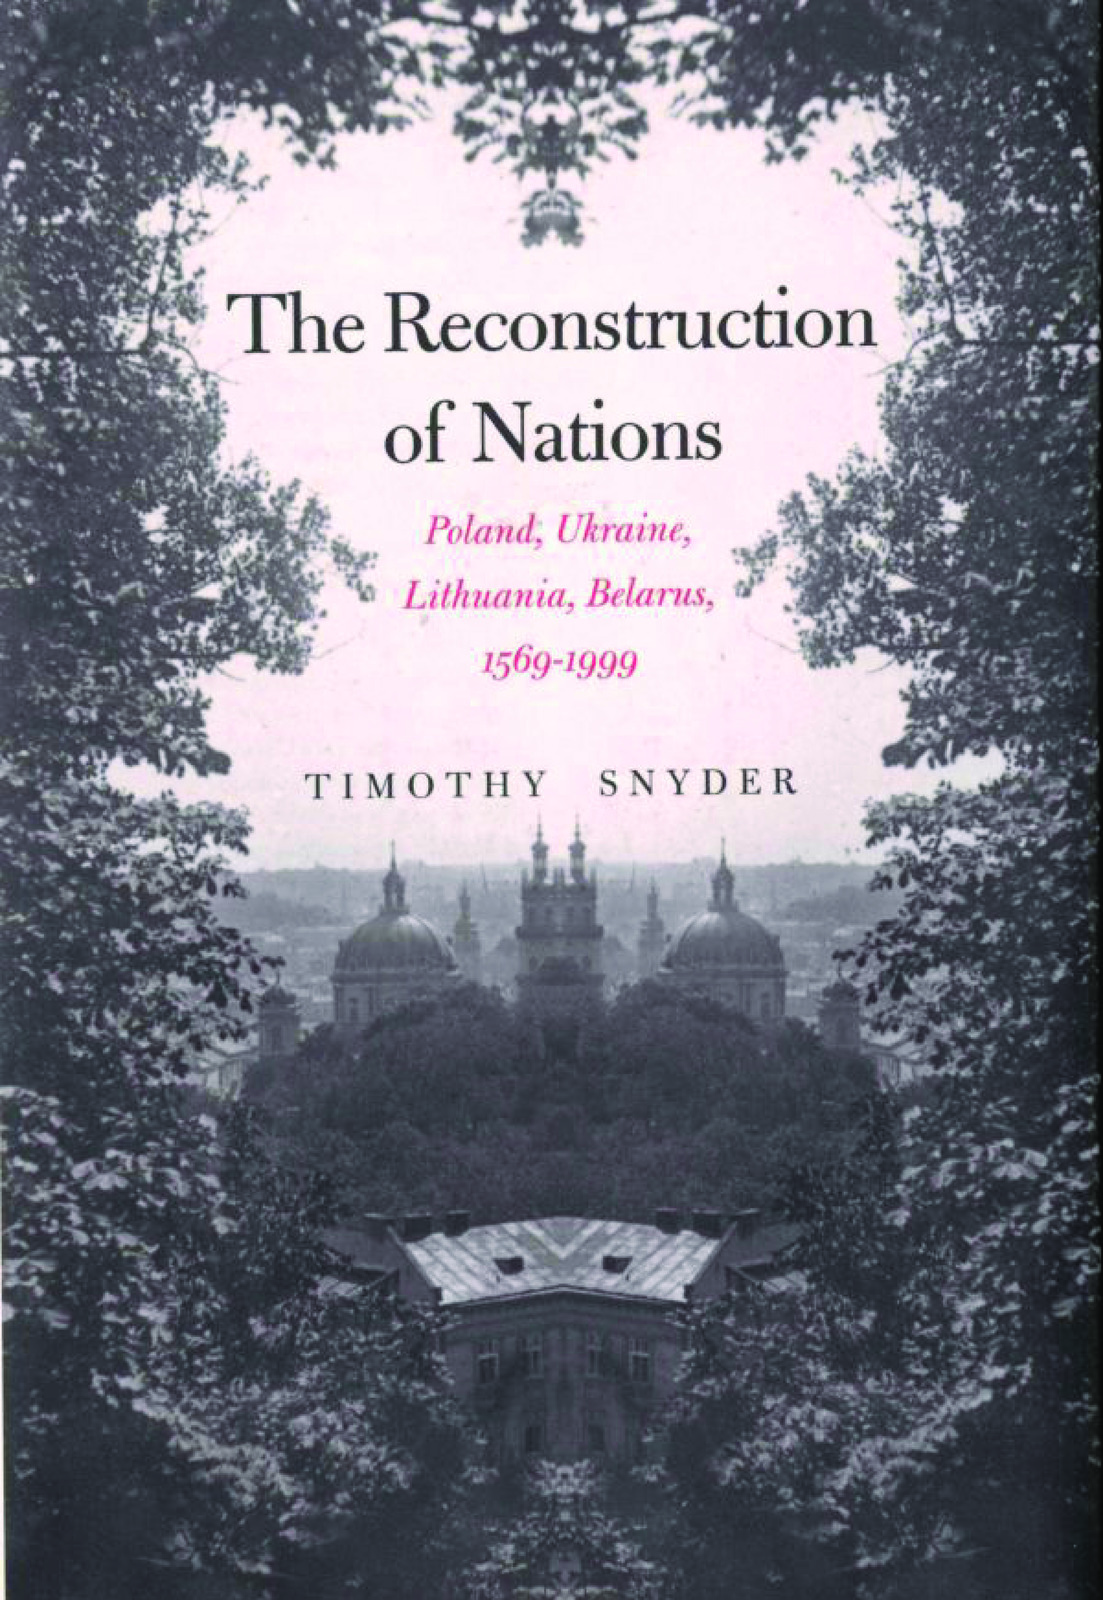 The Reconstruction
of Nations
Poland, Ukraine,
Lithuania, Belarus,
1569-1999
TIMOTHY SNYDER